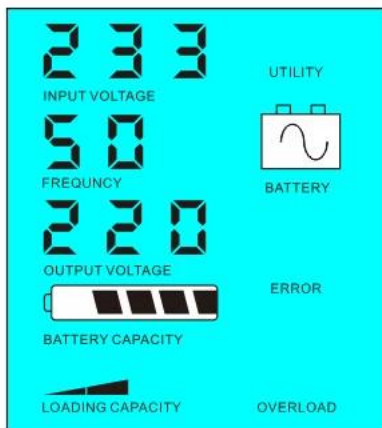 233
UTILITY
INPUT VOLTAGE
50
FREQUNCY
BATTERY
220
OUTPUT VOLTAGE
ERROR
BATTERY CAPACITY
LOADING CAPACITY
OVERLOAD